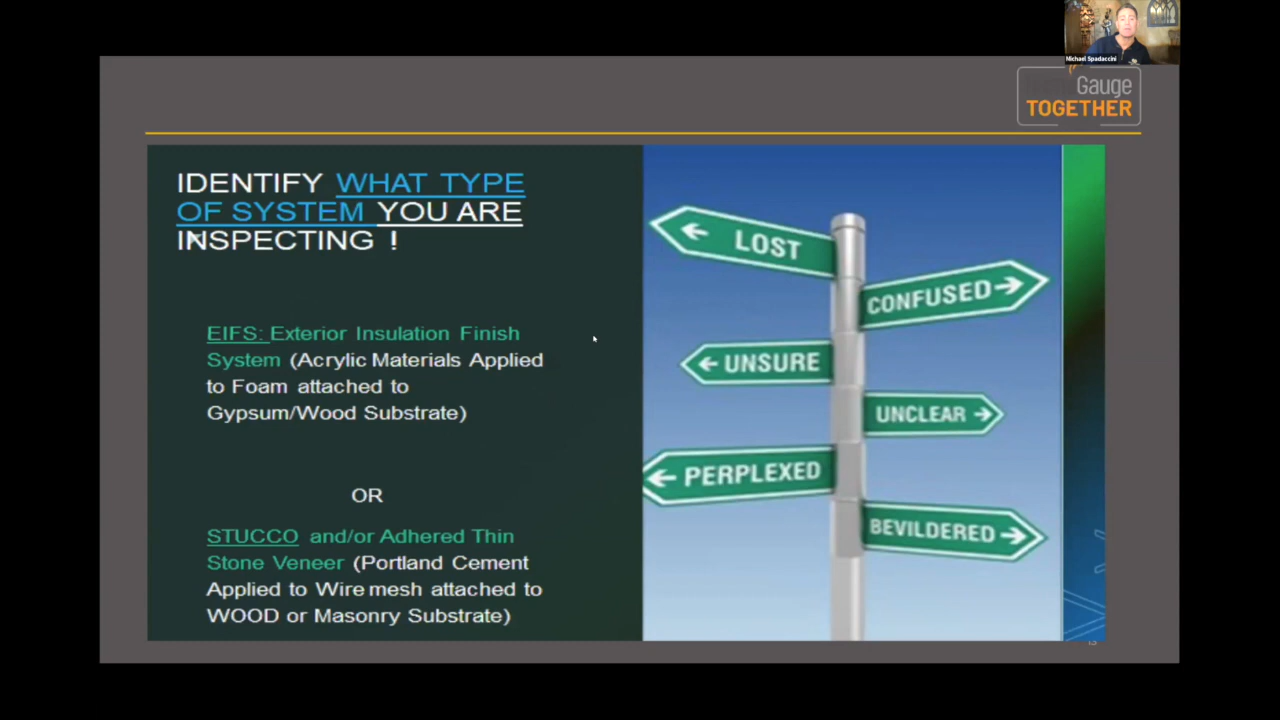 Michael Spadaccini
Gauge
TOGETHER
IDENTIFY WHAT TYPE
OF SYSTEM YOU ARE
INSPECTING !
EIFS: Exterior Insulation Finish
System (Acrylic Materials Applied
to Foam attached to
Gypsum/Wood Substrate)
OR
STUCCO and/or Adhered Thin
Stone Veneer (Portland Cement
Applied to Wire mesh attached to
WOOD or Masonry Substrate)
LOST
CONFUSED
UNSURE
UNCLEAR
PERPLEXED
BEVILDERED